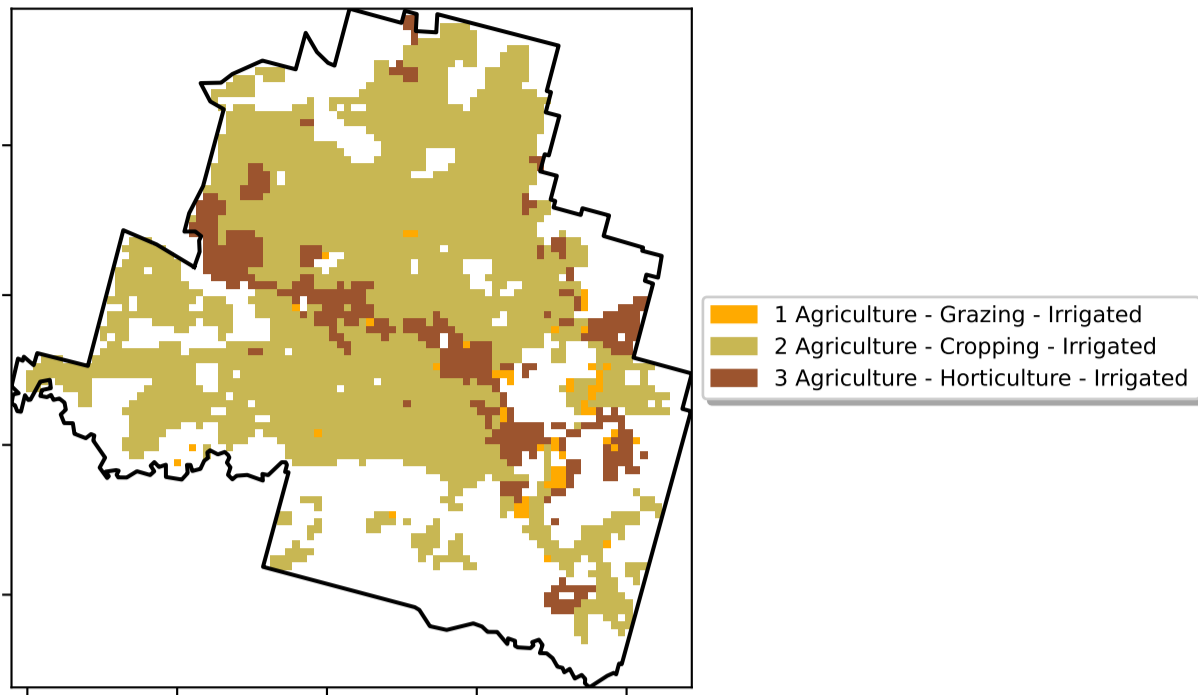 1 Agriculture - Grazing - Irrigated
2 Agriculture - Cropping - Irrigated
3 Agriculture - Horticulture - Irrigated